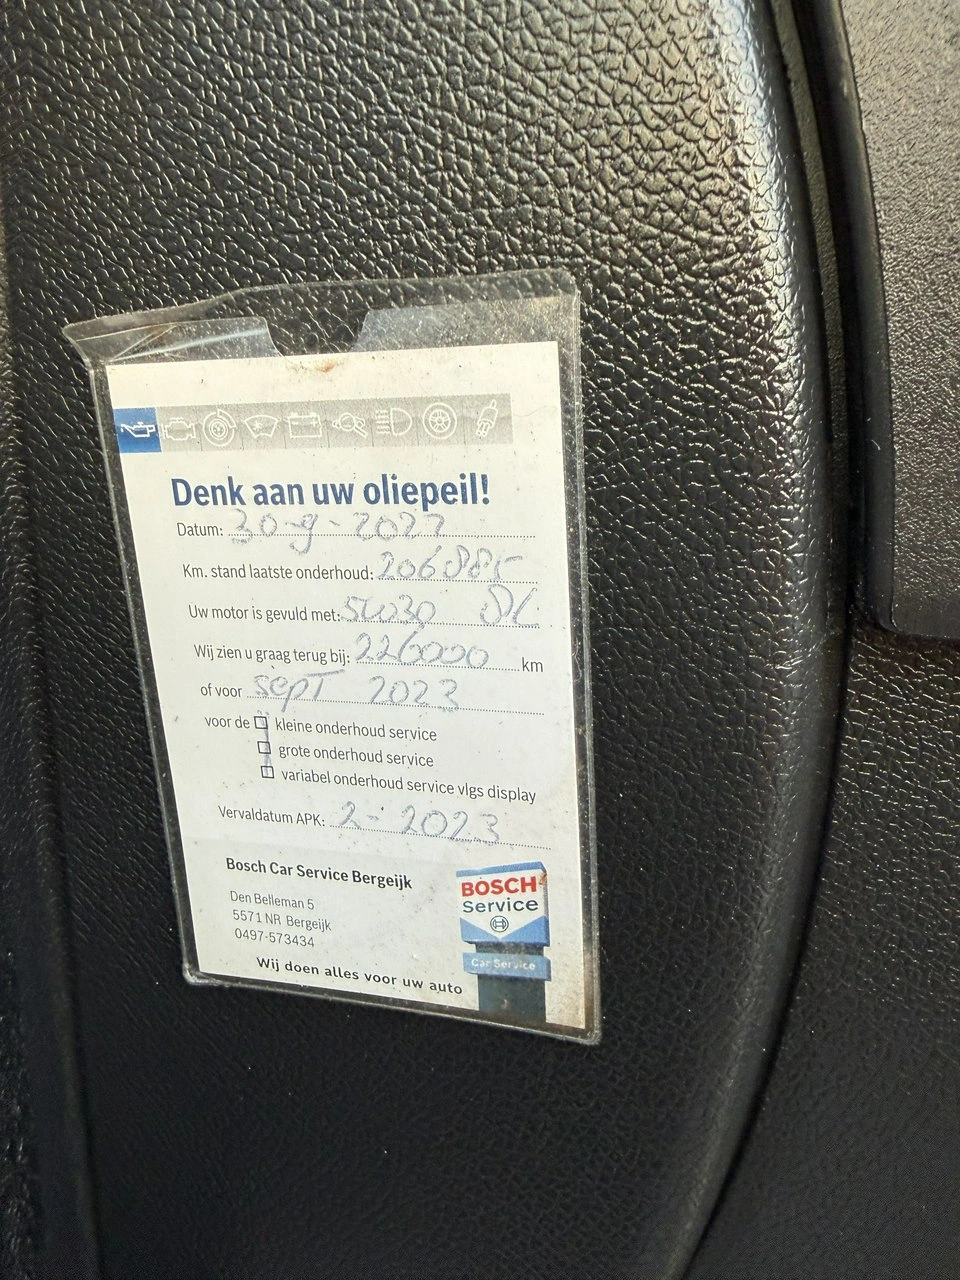 Denk aan uw oliepeil!
Datum: 30-9-2022
Km. stand laatste onderhoud: 206885
Uw motor is gevuld met: 5W30 8L
Wij zien u graag terug bij: 226000 km
of voor sept 2023
voor de kleine onderhoud service
grote onderhoud service
variabel onderhoud service vlgs display
Vervaldatum APK: 2-2023
Bosch Car Service Bergeijk
Den Belleman 5
5571 NR Bergeijk
0497-573434
Wij doen alles voor uw auto
BOSCH
Service
Car Service